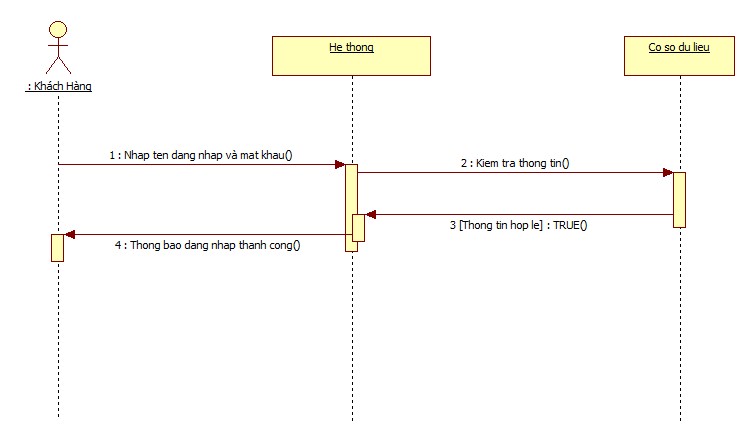 He thong
Co so du lieu
: Khách Hàng
1 : Nhap ten dang nhap và mat khau()
2 : Kiem tra thong tin()
3 [Thong tin hop le] : TRUE()
4 : Thong bao dang nhap thanh cong()